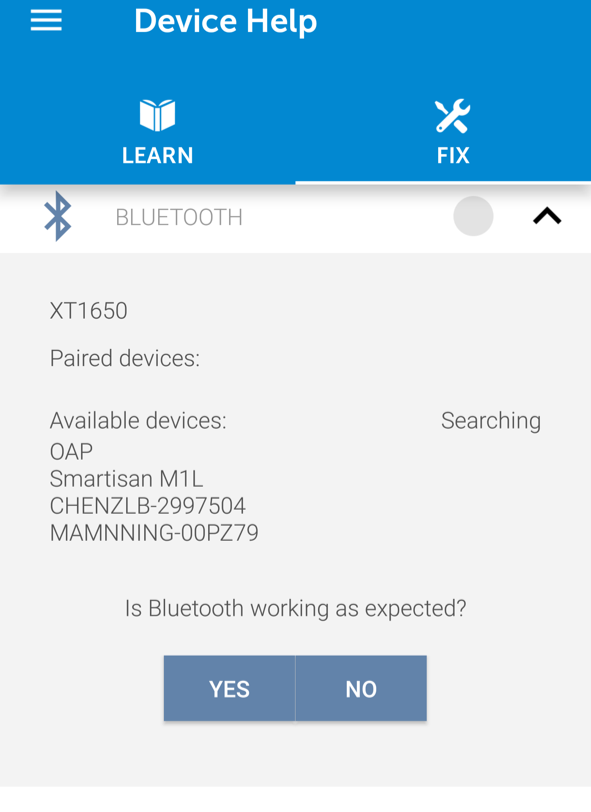 Device Help
LEARN
FIX
BLUETOOTH
XT1650
Paired devices:
Available devices:
Searching
OAP
Smartisan M1L
CHENZLB-2997504
MAMNNING-00PZ79
Is Bluetooth working as expected?
YES
NO